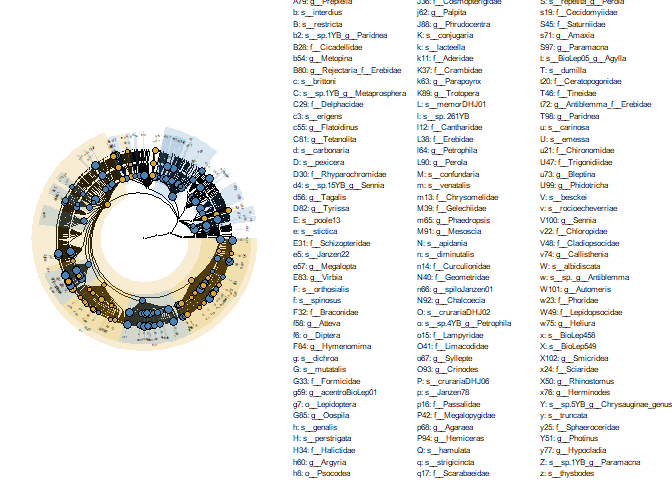 A79: g__Prepiella
b: s__interdius
B: s__restricta
b2: s__sp.1YB_g__Paridnea
B28: f__Cicadellidae
b54: g__Metopina
B80: g__Rejectaria_f__Erebidae
c: s__brittoni
C: s__sp.1YB_g__Metaprosphera
C29: f__Delphacidae
c3: s__erigens
c55: g__Flatoidinus
C81: g__Tetanolita
d: s__carbonaria
D: s__pexicera
D30: f__Rhyparochromidae
d4: s__sp.15YB_g__Sennia
d56: g__Tagalis
D82: g__Tyrissa
E: s__poole13
e: s__stictica
E31: f__Schizopteridae
e5: s__Janzen22
e57: g__Megalopta
E83: g__Virbia
F: s__orthosialis
f: s__spinosus
F32: f__Braconidae
f58: g__Atteva
f6: o__Diptera
F84: g__Hymenomima
g: s__dichroa
G: s__mutatalis
G33: f__Formicidae
g59: g__acentroBioLep01
g7: o__Lepidoptera
G85: g__Oospila
h: s__genalis
H: s__perstrigata
H34: f__Halictidae
h60: g__Argyria
h8: o__Psocodea
J36: f__Cosmopterigidae
j62: g__Palpita
J88: g__Phrudocentra
K: s__conjugaria
k: s__lacteella
k11: f__Aderidae
K37: f__Crambidae
k63: g__Parapoynx
K89: g__Trotopera
L: s__memorDHJ01
l: s__sp. 261YB
l12: f__Cantharidae
L38: f__Erebidae
l64: g__Petrophila
L90: g__Perola
M: s__confundaria
m: s__venatalis
m13: f__Chrysomelidae
M39: f__Gelechiidae
m65: g__Phaedropsis
M91: g__Mesoscia
N: s__apidania
n: s__diminutalis
n14: f__Curculionidae
N40: f__Geometridae
n66: g__spiloJanzen01
N92: g__Chalcoecia
O: s__crurariaDHJ02
o: s__sp.4YB_g__Petrophila
o15: f__Lampyridae
O41: f__Limacodidae
o67: g__Syllepte
O93: g__Crinodes
P: s__crurariaDHJ06
p: s__Janzen78
p16: f__Passalidae
P42: f__Megalopygidae
p68: g__Agaraea
P94: g__Hemiceras
Q: s__hamulata
q: s__strigicincta
q17: f__Scarabaeidae
S: s__repetita_g__Perola
s19: f__Cecidomyiidae
S45: f__Saturniidae
s71: g__Amaxia
S97: g__Paramacna
t: s__BioLep05_g__Agylla
T: s__dumilla
t20: f__Ceratopogonidae
T46: f__Tineidae
t72: g__Antiblemma_f__Erebidae
T98: g__Paridnea
u: s__carinosa
U: s__emessa
u21: f__Chironomidae
U47: f__Trigonidiidae
u73: g__Bleptina
U99: g__Phidotricha
V: s__beskei
v: s__rocioecheverriae
V100: g__Sennia
v22: f__Chloropidae
V48: f__Cladiopsocidae
v74: g__Callisthenia
W: s__albidiscata
w: s__sp._g__Antiblemma
W101: g__Automeris
w23: f__Phoridae
W49: f__Lepidopsocidae
w75: g__Heliura
x: s__BioLep458
X: s__BioLep549
X102: g__Smicridea
x24: f__Sciaridae
X50: g__Rhinostomus
x76: g__Herminodes
Y: s__sp.5YB_g__Chrysauginae_genus
y: s__truncata
y25: f__Sphaeroceridae
Y51: g__Photinus
y77: g__Hypocladia
Z: s__sp.1YB_g__Paramacna
z: s__thysbodes